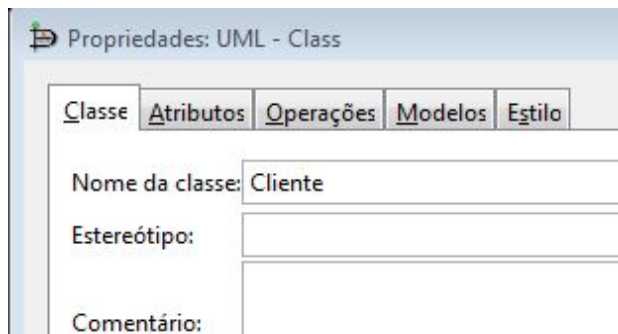 Propriedades: UML - Class
Classe Atributos Operações Modelos Estilo
Nome da classe: Cliente
Estereótipo:
Comentário: